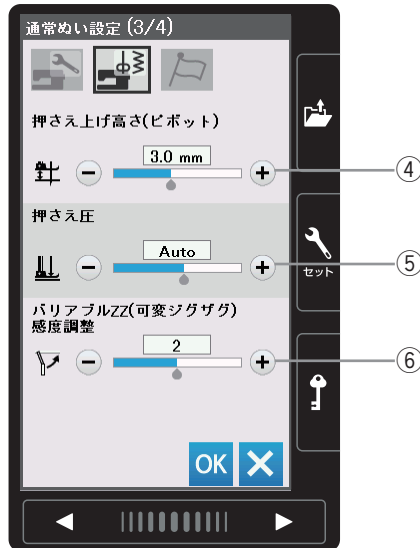 通常ぬい設定 (3/4)
押さえ上げ高さ(ピボット)
3.0 mm
④
押さえ圧
Auto
⑤
セット
バリアブルZZ(可変ジグザグ)
感度調整
2
⑥
OK